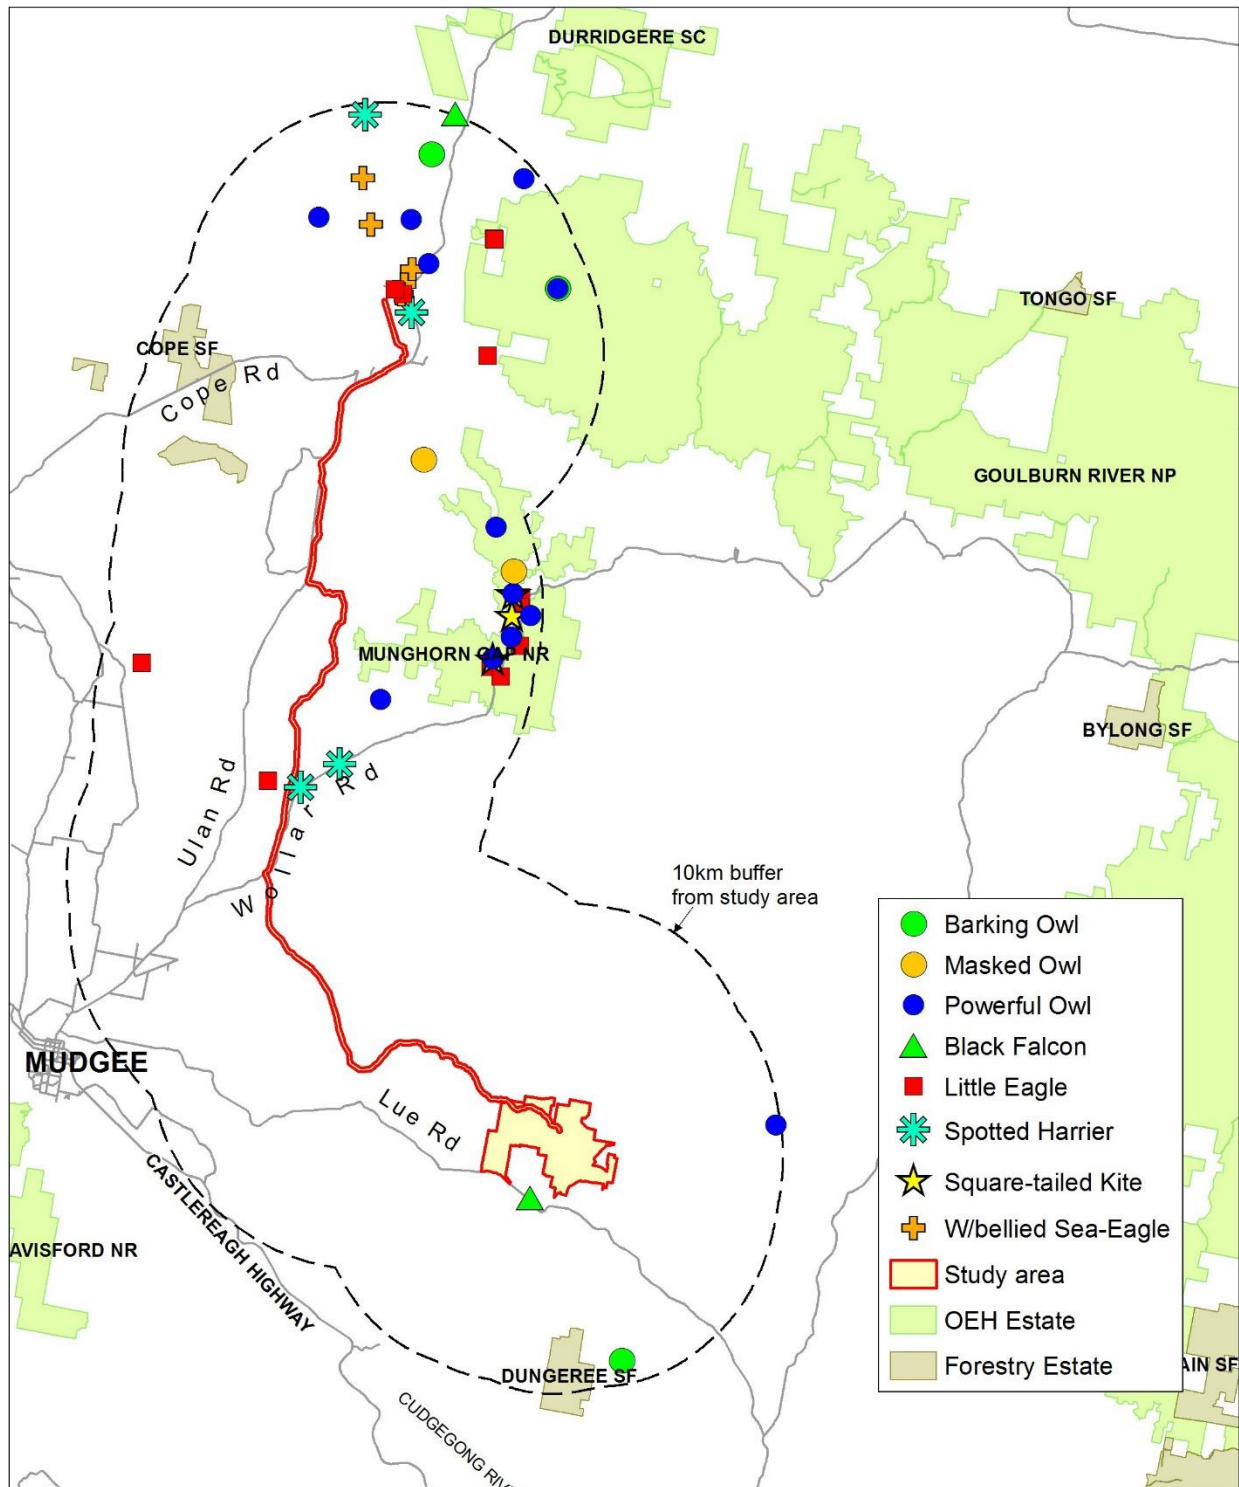 DURRIDGERE SC
TONGO SF
COPE SF
Cope Rd
GOULBURN RIVER NP
MUNGHORN GAP NR
BYLONG SF
Ulan Rd
Wollar Rd
10km buffer
from study area
Barking Owl
Masked Owl
Powerful Owl
Black Falcon
Little Eagle
Spotted Harrier
Square-tailed Kite
W/bellied Sea-Eagle
Study area
OEH Estate
Forestry Estate
MUDGEE
Lue Rd
CASTLEREAGH HIGHWAY
AVISFORD NR
DUNGEREE SF
AIN SF
CUDGEGONG RIV